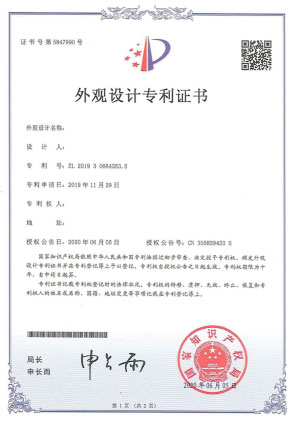 证书号第5847990号
外观设计专利证书
外观设计名称：
设计人：
专利号：ZL 2019 3 0664253.5
专利申请日：2019年11月29日
专利权人：
地址：
授权公告日：2020年06月05日 授权公告号：CN 305829433 S
国家知识产权局依照中华人民共和国专利法经过初步审查，决定授予专利权，颁发外
观设计专利证书并在专利登记簿上予以登记。专利权自授权公告之日起生效。专利权期限为十
年，自申请日起算。
专利证书记载专利权登记时的法律状况。专利权的转移、质押、无效、终止、恢复和专
利权人的姓名或名称、国籍、地址变更等事项记载在专利登记簿上。
局长
申长雨
申长雨
国家知识产权局
2020年06月05日
第1页（共2页）